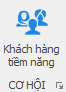 Khách hàng
tiềm năng
CƠ HỘI